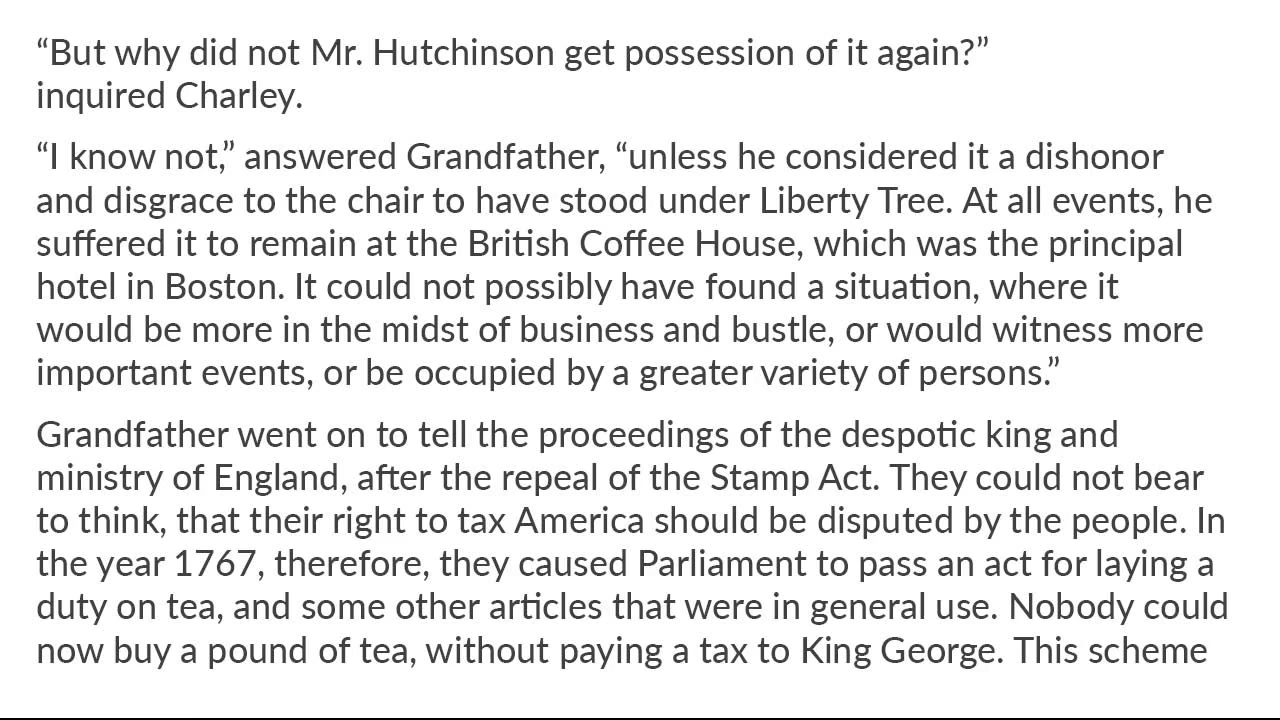 “But why did not Mr. Hutchinson get possession of it again?”
inquired Charley.
“I know not,” answered Grandfather, “unless he considered it a dishonor
and disgrace to the chair to have stood under Liberty Tree. At all events, he
suffered it to remain at the British Coffee House, which was the principal
hotel in Boston. It could not possibly have found a situation, where it
would be more in the midst of business and bustle, or would witness more
important events, or be occupied by a greater variety of persons.”
Grandfather went on to tell the proceedings of the despotic king and
ministry of England, after the repeal of the Stamp Act. They could not bear
to think, that their right to tax America should be disputed by the people. In
the year 1767, therefore, they caused Parliament to pass an act for laying a
duty on tea, and some other articles that were in general use. Nobody could
now buy a pound of tea, without paying a tax to King George. This scheme